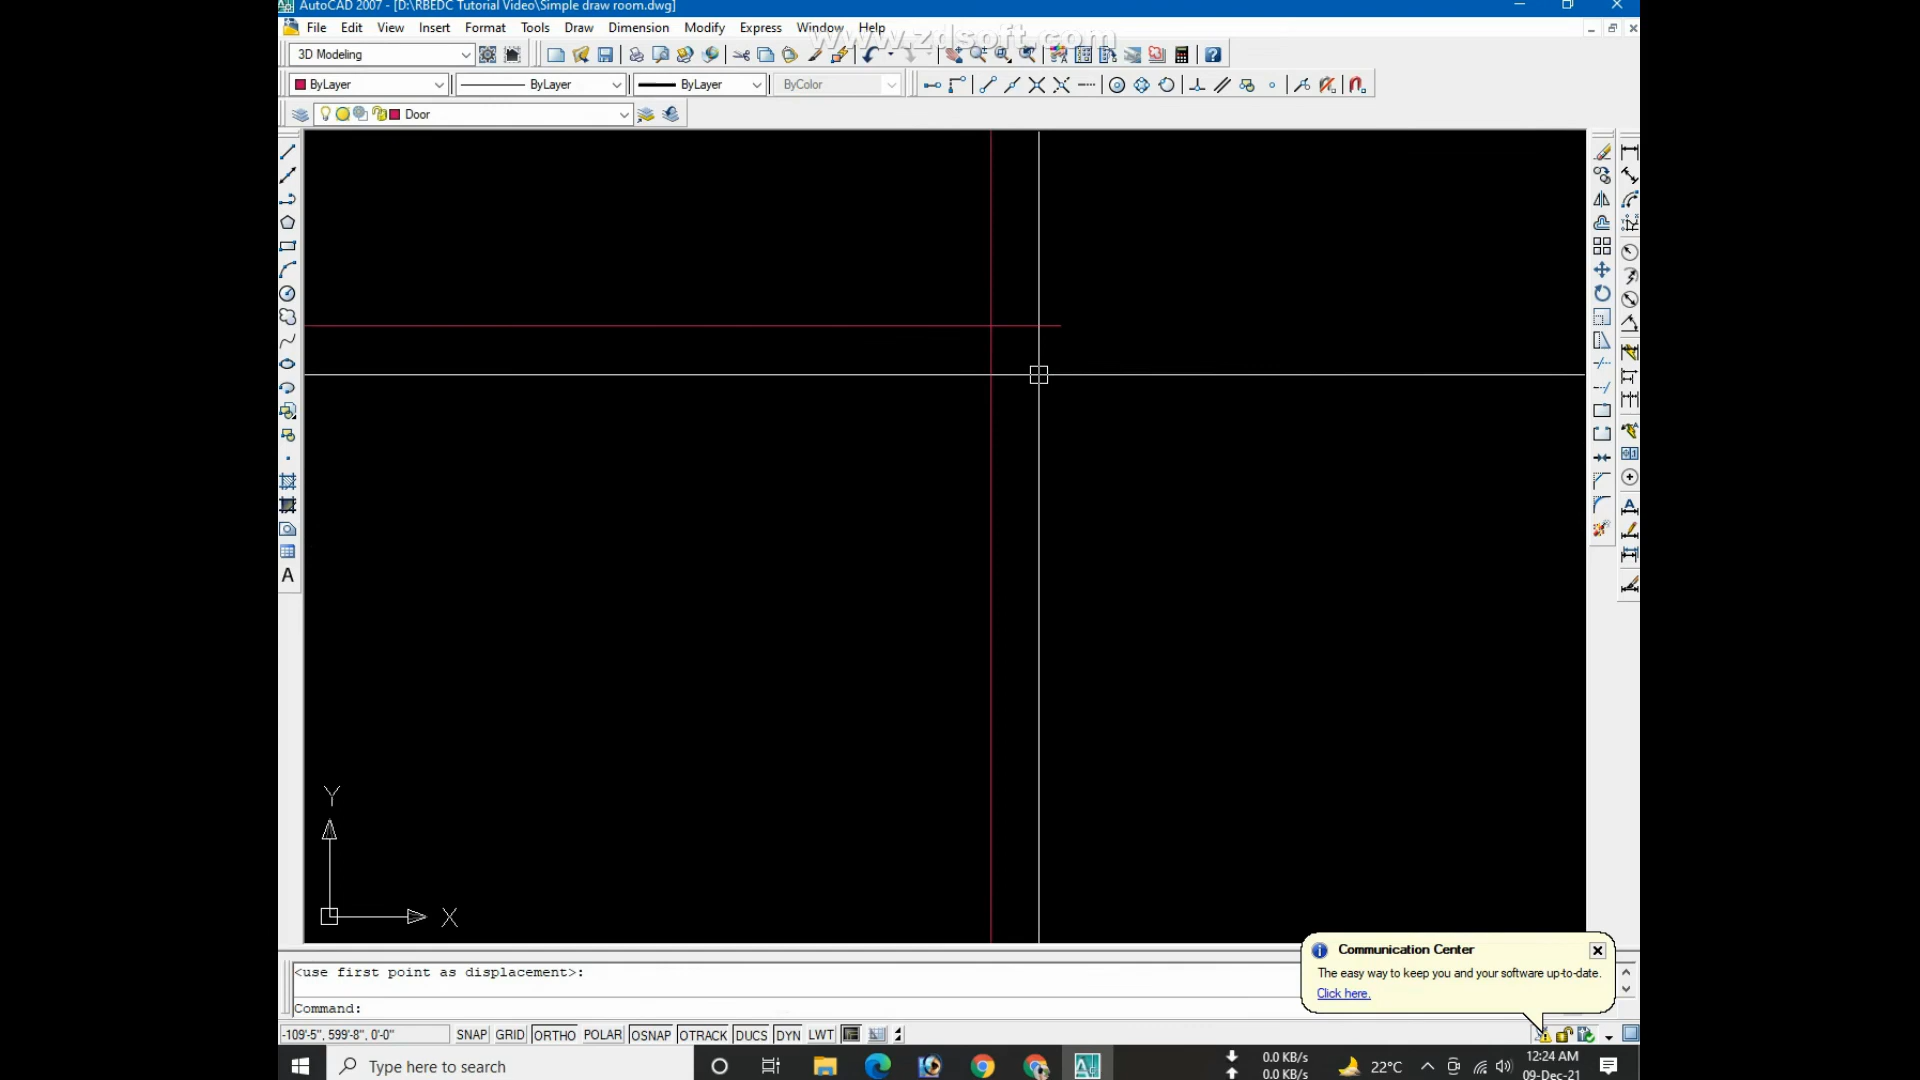 AutoCAD 2007 - [D:\RBEDC Tutorial Video\Simple draw room.dwg]
File Edit View Insert Format Tools Draw Dimension Modify Express Window Help
www.zdsoft.com
3D Modeling
ByLayer ByLayer ByLayer ByColor
Door
A
Y
X
Communication Center
The easy way to keep you and your software up-to-date.
Click here.
<use first point as displacement>:
Command:
-109'-5", 599'-8", 0'-0" SNAP GRID ORTHO POLAR OSNAP OTRACK DUCS DYN LWT
Type here to search
0.0 KB/s
0.0 KB/s
22°C
12:24 AM
09-Dec-21